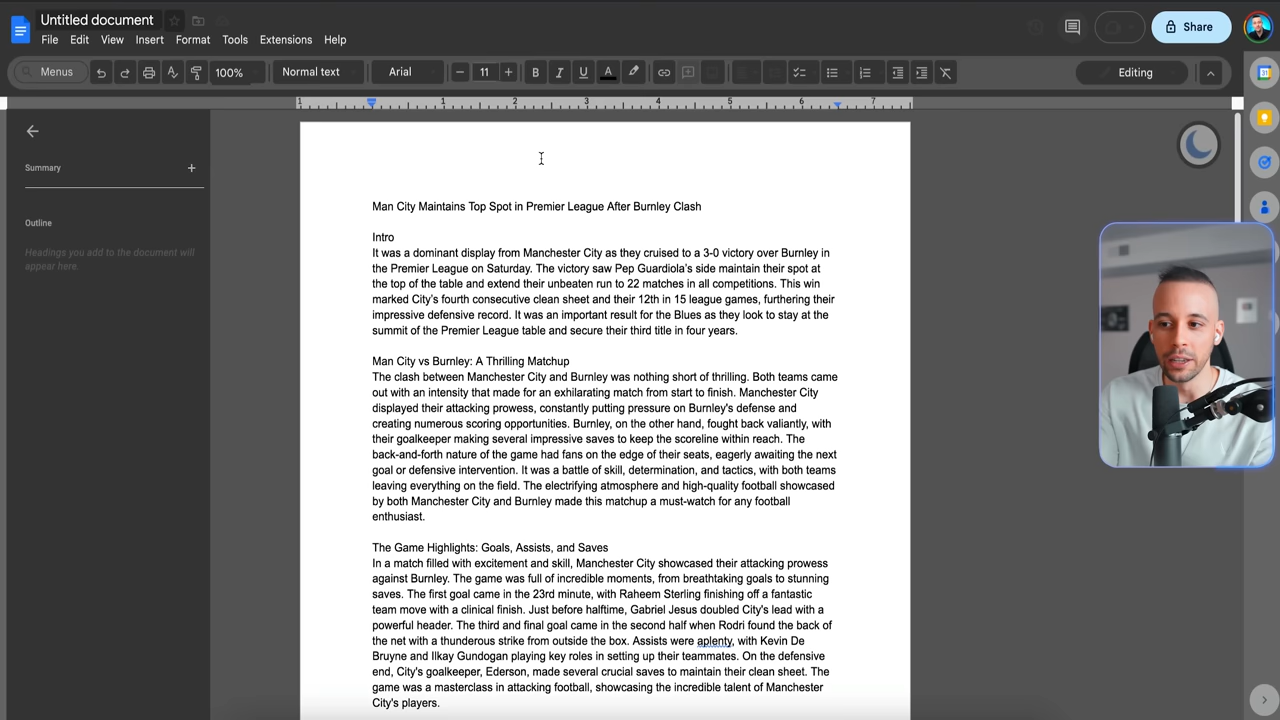 Untitled document
File Edit View Insert Format Tools Extensions Help
Share
Menus 100% Normal text Arial 11 B I U A Editing
1 1 2 3 4 5 6 7
Summary
Outline
Headings you add to the document will
appear here.
Man City Maintains Top Spot in Premier League After Burnley Clash
Intro
It was a dominant display from Manchester City as they cruised to a 3-0 victory over Burnley in
the Premier League on Saturday. The victory saw Pep Guardiola's side maintain their spot at
the top of the table and extend their unbeaten run to 22 matches in all competitions. This win
marked City's fourth consecutive clean sheet and their 12th in 15 league games, furthering their
impressive defensive record. It was an important result for the Blues as they look to stay at the
summit of the Premier League table and secure their third title in four years.
Man City vs Burnley: A Thrilling Matchup
The clash between Manchester City and Burnley was nothing short of thrilling. Both teams came
out with an intensity that made for an exhilarating match from start to finish. Manchester City
displayed their attacking prowess, constantly putting pressure on Burnley's defense and
creating numerous scoring opportunities. Burnley, on the other hand, fought back valiantly, with
their goalkeeper making several impressive saves to keep the scoreline within reach. The
back-and-forth nature of the game had fans on the edge of their seats, eagerly awaiting the next
goal or defensive intervention. It was a battle of skill, determination, and tactics, with both teams
leaving everything on the field. The electrifying atmosphere and high-quality football showcased
by both Manchester City and Burnley made this matchup a must-watch for any football
enthusiast.
The Game Highlights: Goals, Assists, and Saves
In a match filled with excitement and skill, Manchester City showcased their attacking prowess
against Burnley. The game was full of incredible moments, from breathtaking goals to stunning
saves. The first goal came in the 23rd minute, with Raheem Sterling finishing off a fantastic
team move with a clinical finish. Just before halftime, Gabriel Jesus doubled City's lead with a
powerful header. The third and final goal came in the second half when Rodri found the back of
the net with a thunderous strike from outside the box. Assists were aplenty, with Kevin De
Bruyne and Ilkay Gundogan playing key roles in setting up their teammates. On the defensive
end, City's goalkeeper, Ederson, made several crucial saves to maintain their clean sheet. The
game was a masterclass in attacking football, showcasing the incredible talent of Manchester
City's players.